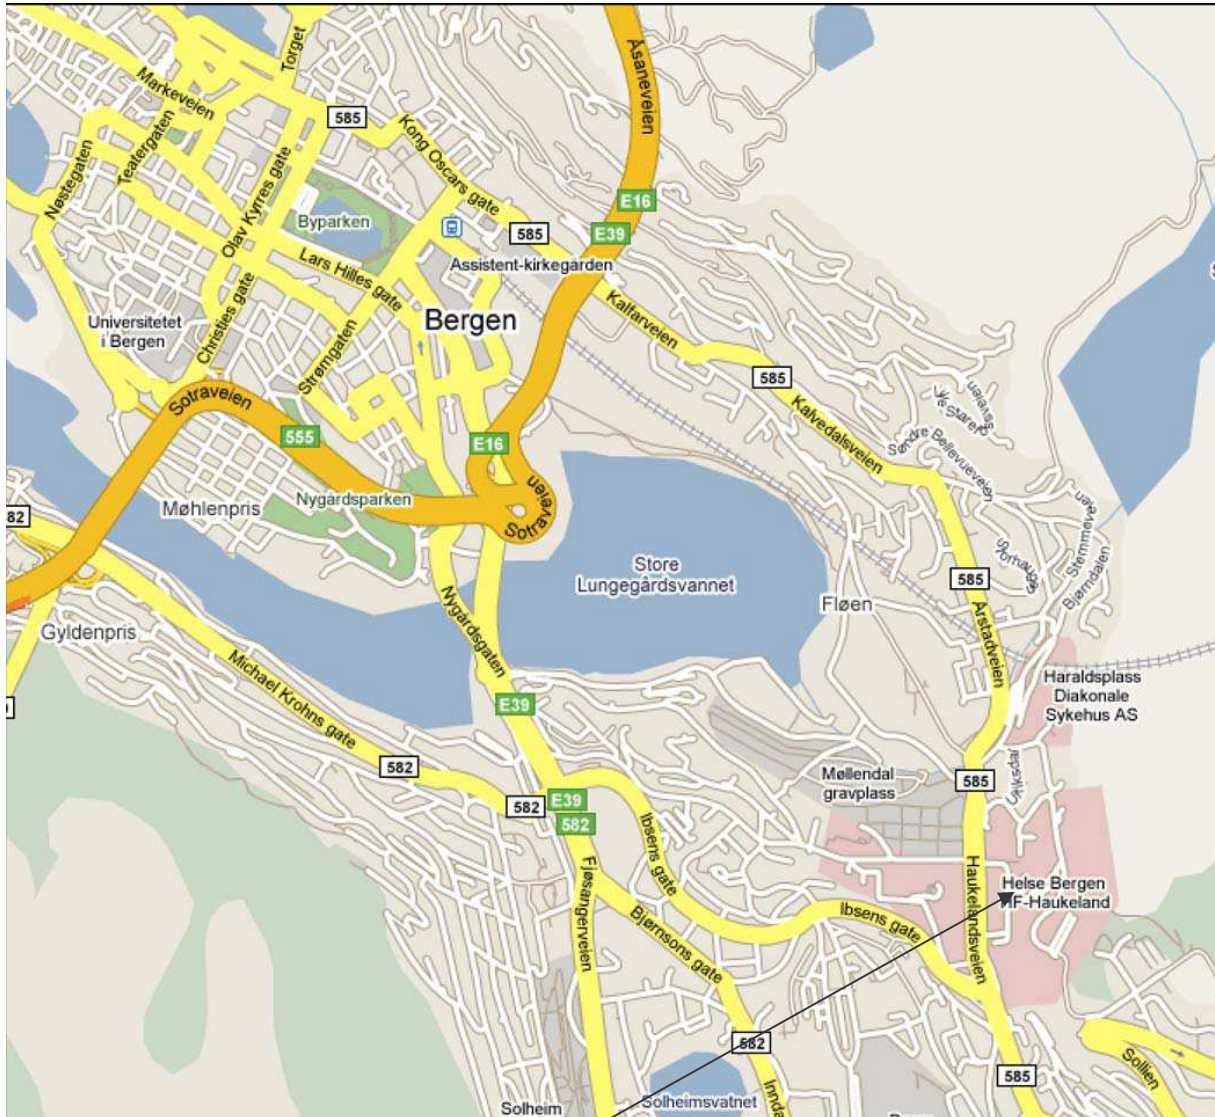 Torget
Åsaneveien
Markeveien
585
Teatergaten
Kong Oscars gate
Nøstegaten
E16
Olav Kyrres gate
Byparken
585
E39
Lars Hilles gate
Assistent-kirkegården
Christies gate
Kalfarveien
Universitetet
i Bergen
Bergen
Strømgaten
585
Sotraveien
Kalvedalsveien
Søndre Bellevueveien
555
E16
Nygårdsparken
Sotraveien
Møhlenpris
82
Stemmeveien
Bjørndalen
Store
Lungegårdsvannet
585
Fløen
Årstadveien
Nygårdsgaten
Gyldenpris
Michael Krohns gate
Haraldsplass
Diakonale
Sykehus AS
E39
582
Møllendal
gravplass
585
582
E39
582
Ibsens gate
Haukelandsveien
Helse Bergen
HF-Haukeland
Fjøsangerveien
Bjørnsons gate
Ibsens gate
582
Sollien
585
Solheimsvatnet
Solheim
Innda